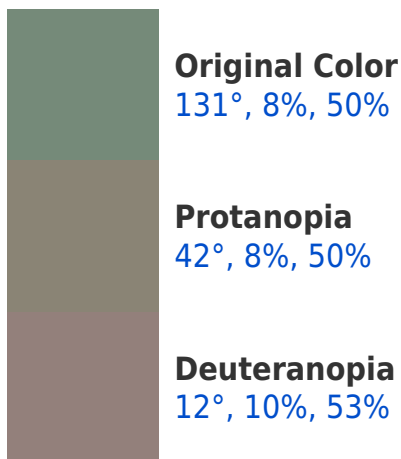 Original Color
131°, 8%, 50%
Protanopia
42°, 8%, 50%
Deuteranopia
12°, 10%, 53%